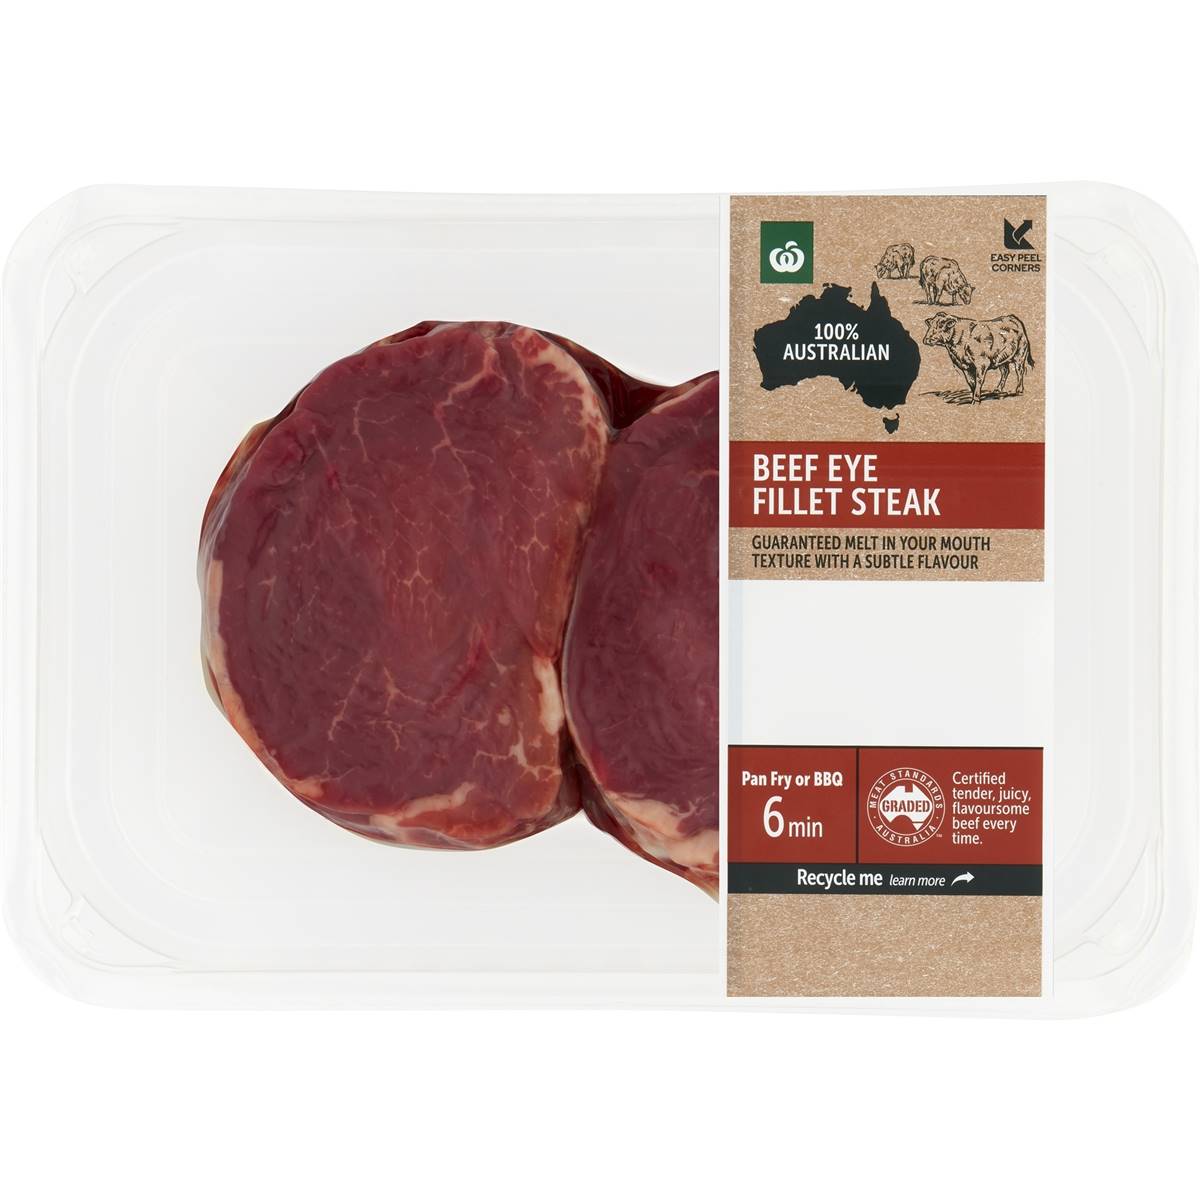 EASY PEEL
CORNERS
100%
AUSTRALIAN
BEEF EYE
FILLET STEAK
GUARANTEED MELT IN YOUR MOUTH
TEXTURE WITH A SUBTLE FLAVOUR
Pan Fry or BBQ
6 min
MEAT STANDARDS
GRADED
AUSTRALIA
TM
Certified
tender, juicy,
flavoursome
beef every
time.
Recycle me learn more